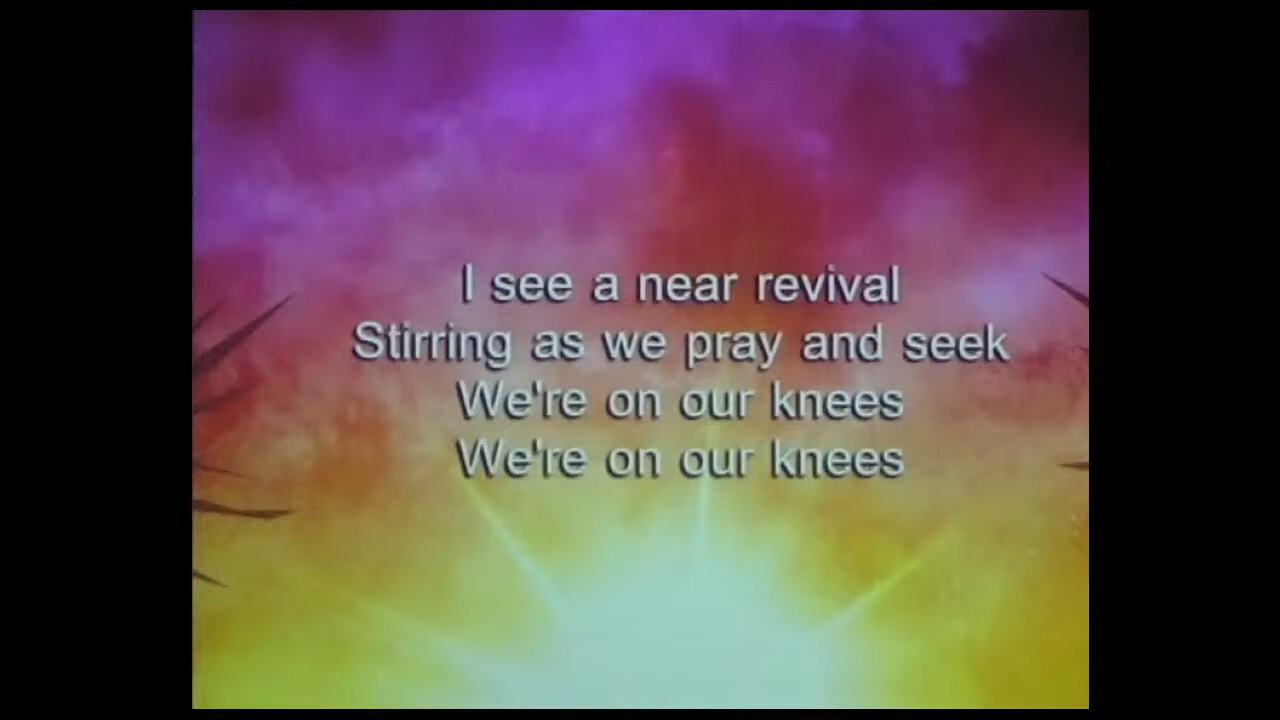 I see a near revival
Stirring as we pray and seek
We're on our knees
We're on our knees